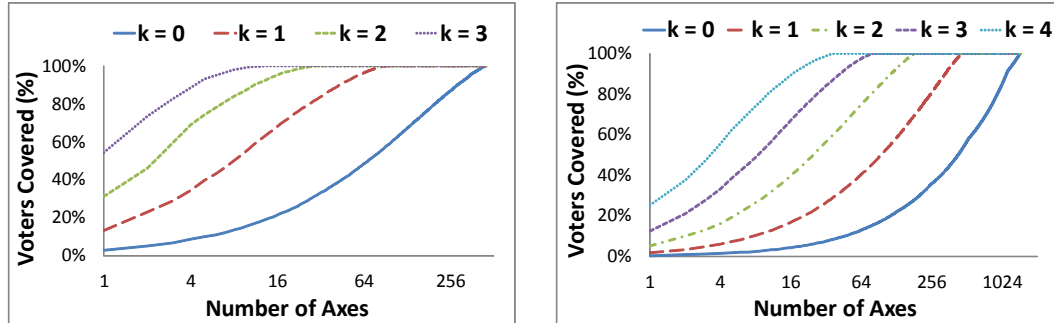 k = 0 k = 1 k = 2 k = 3
100%
80%
60%
40%
20%
0%
Voters Covered (%)
1 4 16 64 256
Number of Axes
k = 0 k = 1 k = 2 k = 3 k = 4
100%
80%
60%
40%
20%
0%
Voters Covered (%)
1 4 16 64 256 1024
Number of Axes